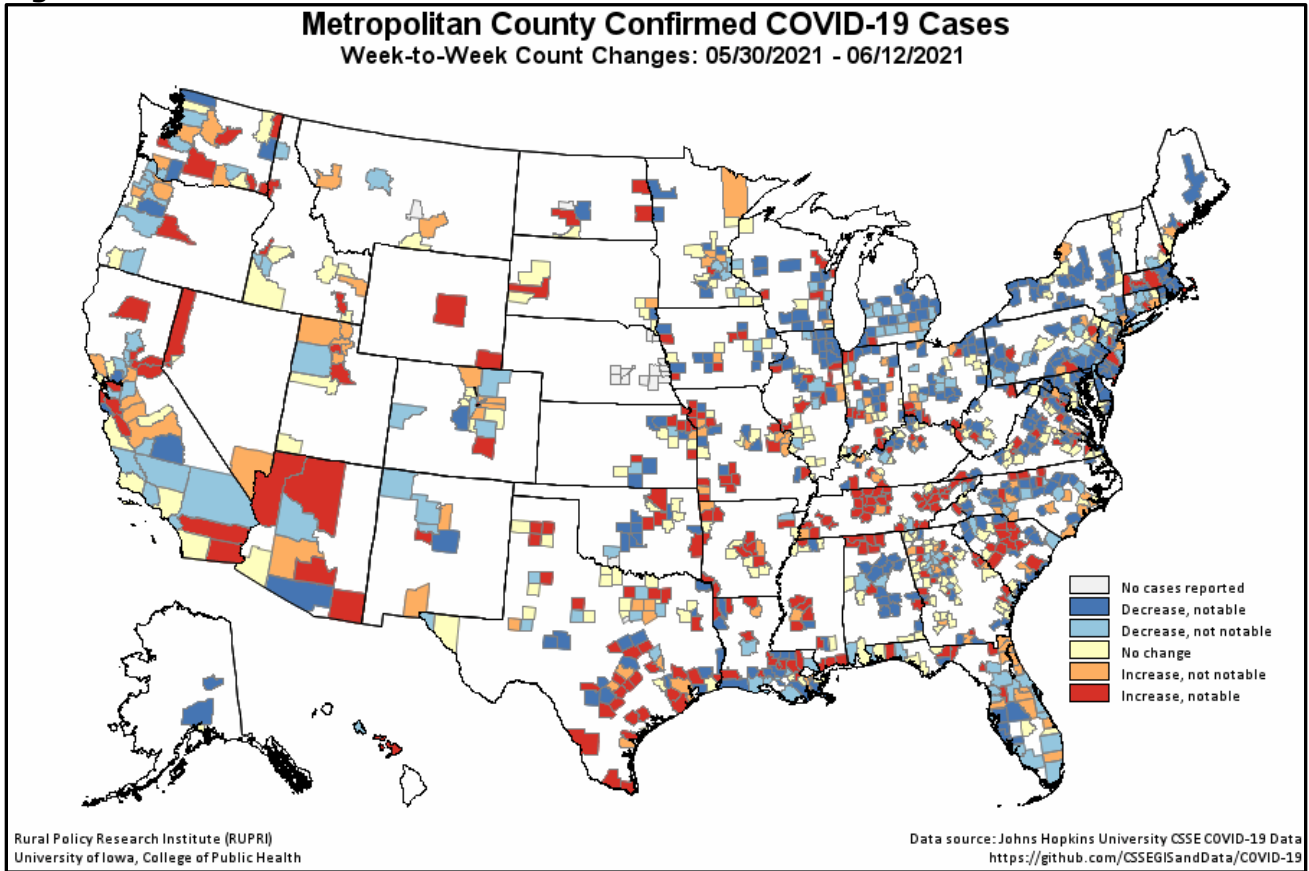 Metropolitan County Confirmed COVID-19 Cases
Week-to-Week Count Changes: 05/30/2021 - 06/12/2021
No cases reported
Decrease, notable
Decrease, not notable
No change
Increase, not notable
Increase, notable
Rural Policy Research Institute (RUPRI)
University of Iowa, College of Public Health
Data source: Johns Hopkins University CSSE COVID-19 Data
https://github.com/CSSEGISandData/COVID-19